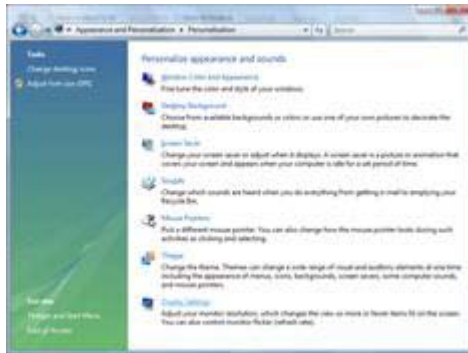 Appearance and Personalization ▸ Personalization
Search
Tasks
Change desktop icons
Adjust font size (DPI)
See also
Taskbar and Start Menu
Ease of Access
Personalize appearance and sounds
Window Color and Appearance
Fine tune the color and style of your windows.
Desktop Background
Choose from available backgrounds or colors or use one of your own pictures to decorate the
desktop.
Screen Saver
Change your screen saver or adjust when it displays. A screen saver is a picture or animation that
covers your screen and appears when your computer is idle for a set period of time.
Sounds
Change which sounds are heard when you do everything from getting e-mail to emptying your
Recycle Bin.
Mouse Pointers
Pick a different mouse pointer. You can also change how the mouse pointer looks during such
activities as clicking and selecting.
Theme
Change the theme. Themes can change a wide range of visual and auditory elements at one time
including the appearance of menus, icons, backgrounds, screen savers, some computer sounds,
and mouse pointers.
Display Settings
Adjust your monitor resolution, which changes the view so more or fewer items fit on the screen.
You can also control monitor flicker (refresh rate).